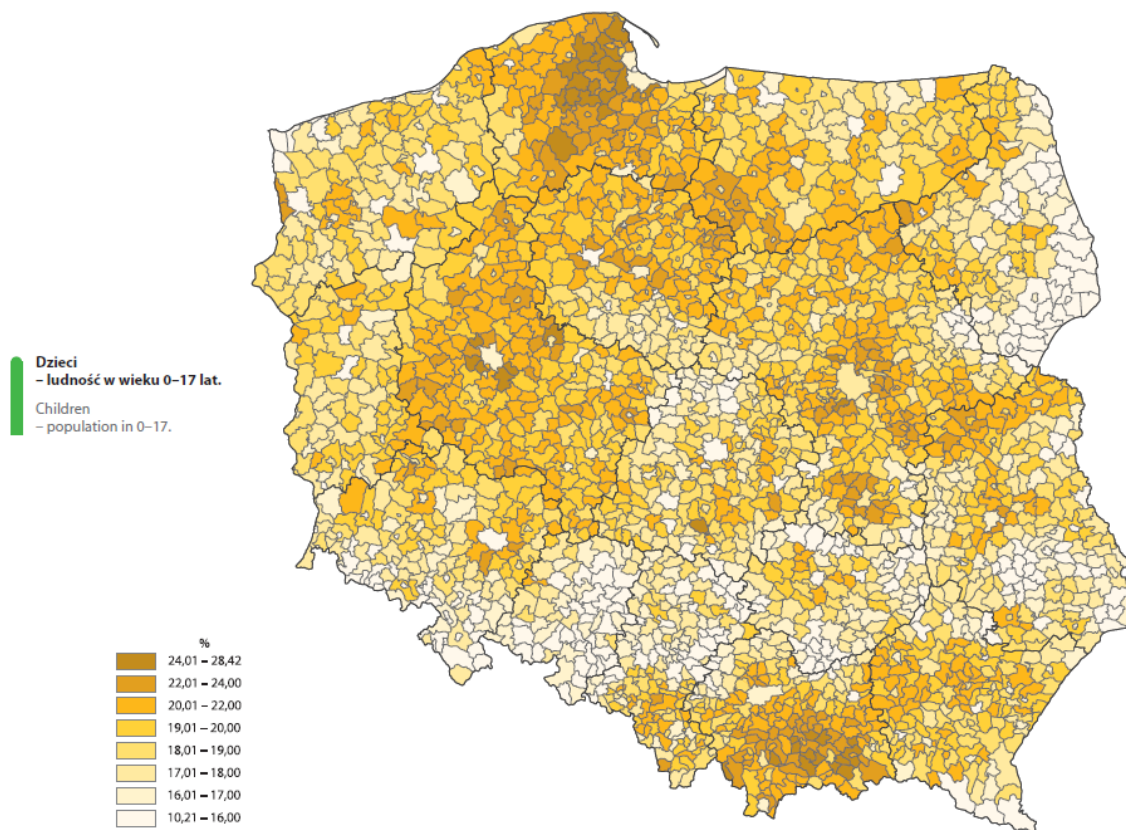 Dzieci
– ludność w wieku 0–17 lat.
Children
– population in 0–17.
%
24,01 – 28,42
22,01 – 24,00
20,01 – 22,00
19,01 – 20,00
18,01 – 19,00
17,01 – 18,00
16,01 – 17,00
10,21 – 16,00